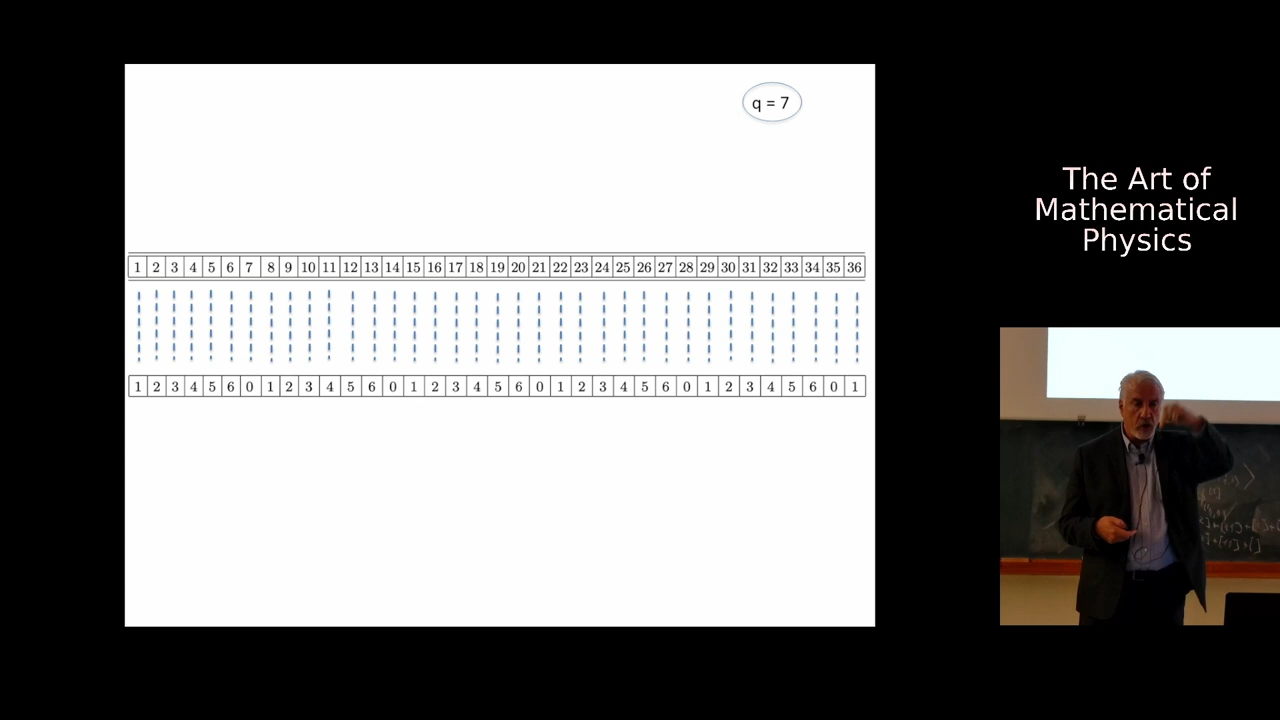 q = 7
1 2 3 4 5 6 7 8 9 10 11 12 13 14 15 16 17 18 19 20 21 22 23 24 25 26 27 28 29 30 31 32 33 34 35 36
1 2 3 4 5 6 0 1 2 3 4 5 6 0 1 2 3 4 5 6 0 1 2 3 4 5 6 0 1 2 3 4 5 6 0 1
The Art of
Mathematical
Physics